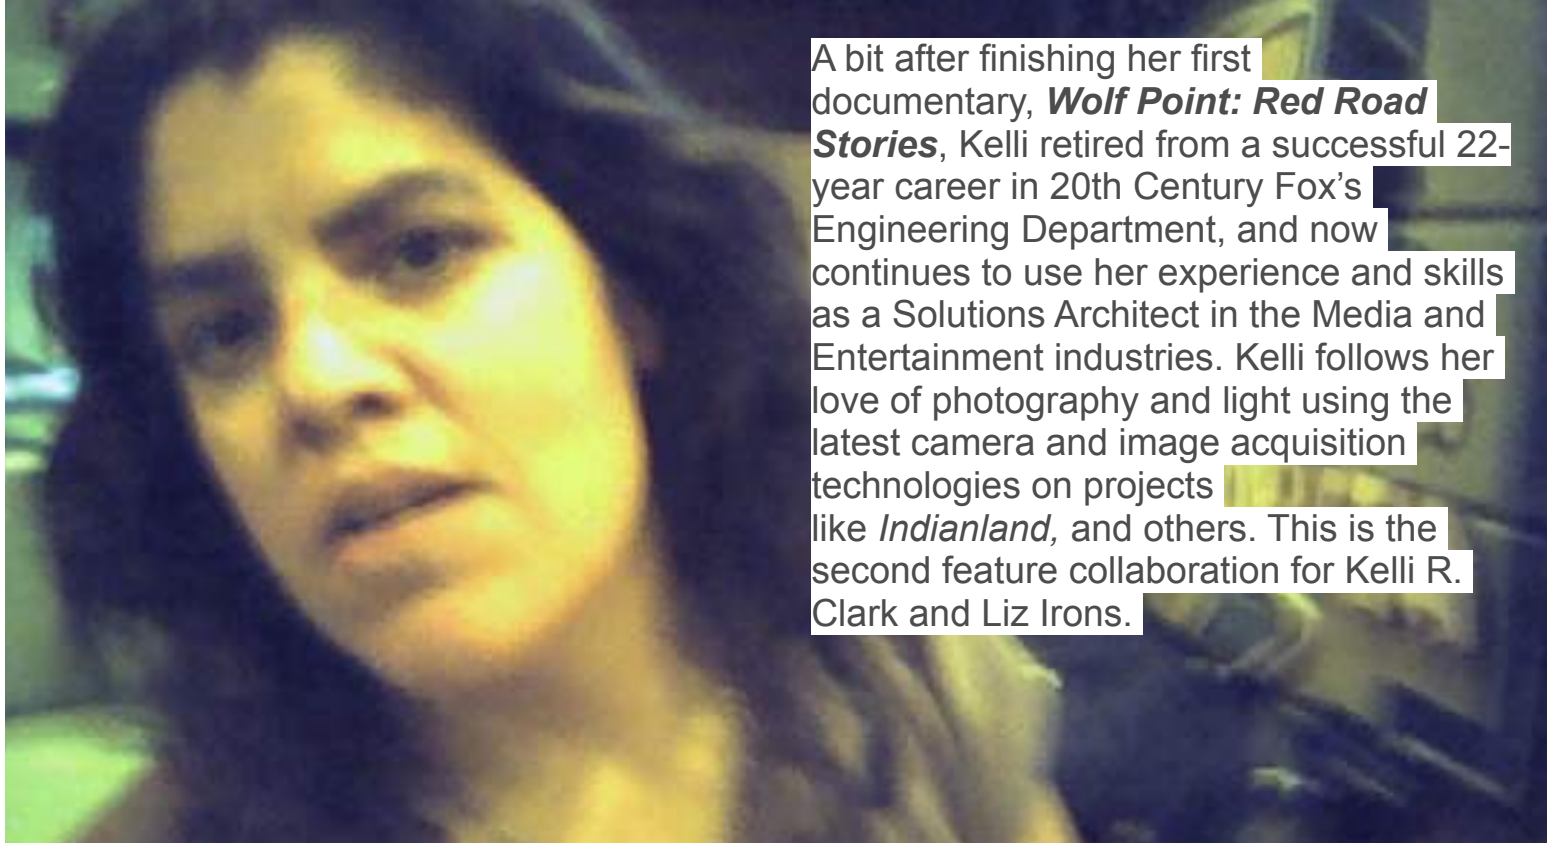 A bit after finishing her first
documentary, Wolf Point: Red Road
Stories, Kelli retired from a successful 22-
year career in 20th Century Fox’s
Engineering Department, and now
continues to use her experience and skills
as a Solutions Architect in the Media and
Entertainment industries. Kelli follows her
love of photography and light using the
latest camera and image acquisition
technologies on projects
like Indianland, and others. This is the
second feature collaboration for Kelli R.
Clark and Liz Irons.